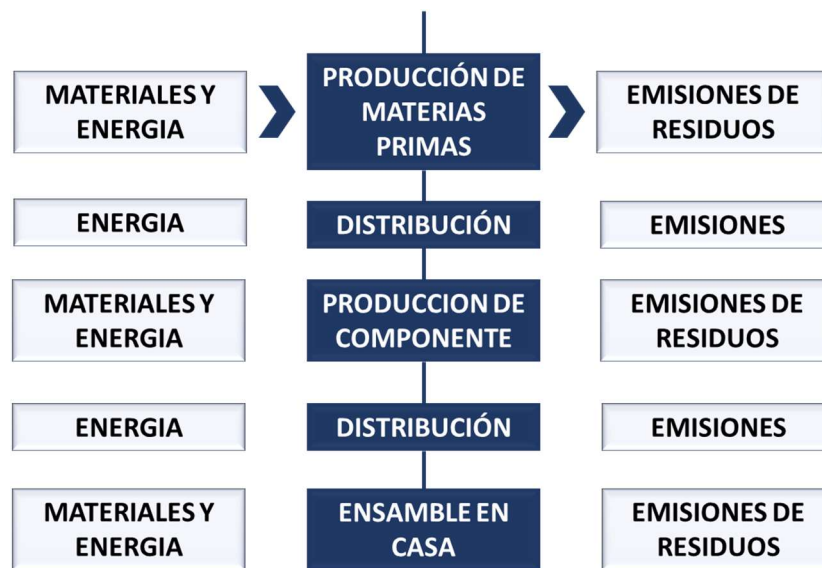 MATERIALES Y
ENERGIA
PRODUCCIÓN DE
MATERIAS
PRIMAS
EMISIONES DE
RESIDUOS
ENERGIA
DISTRIBUCIÓN
EMISIONES
MATERIALES Y
ENERGIA
PRODUCCION DE
COMPONENTE
EMISIONES DE
RESIDUOS
ENERGIA
DISTRIBUCIÓN
EMISIONES
MATERIALES Y
ENERGIA
ENSAMBLE EN
CASA
EMISIONES DE
RESIDUOS